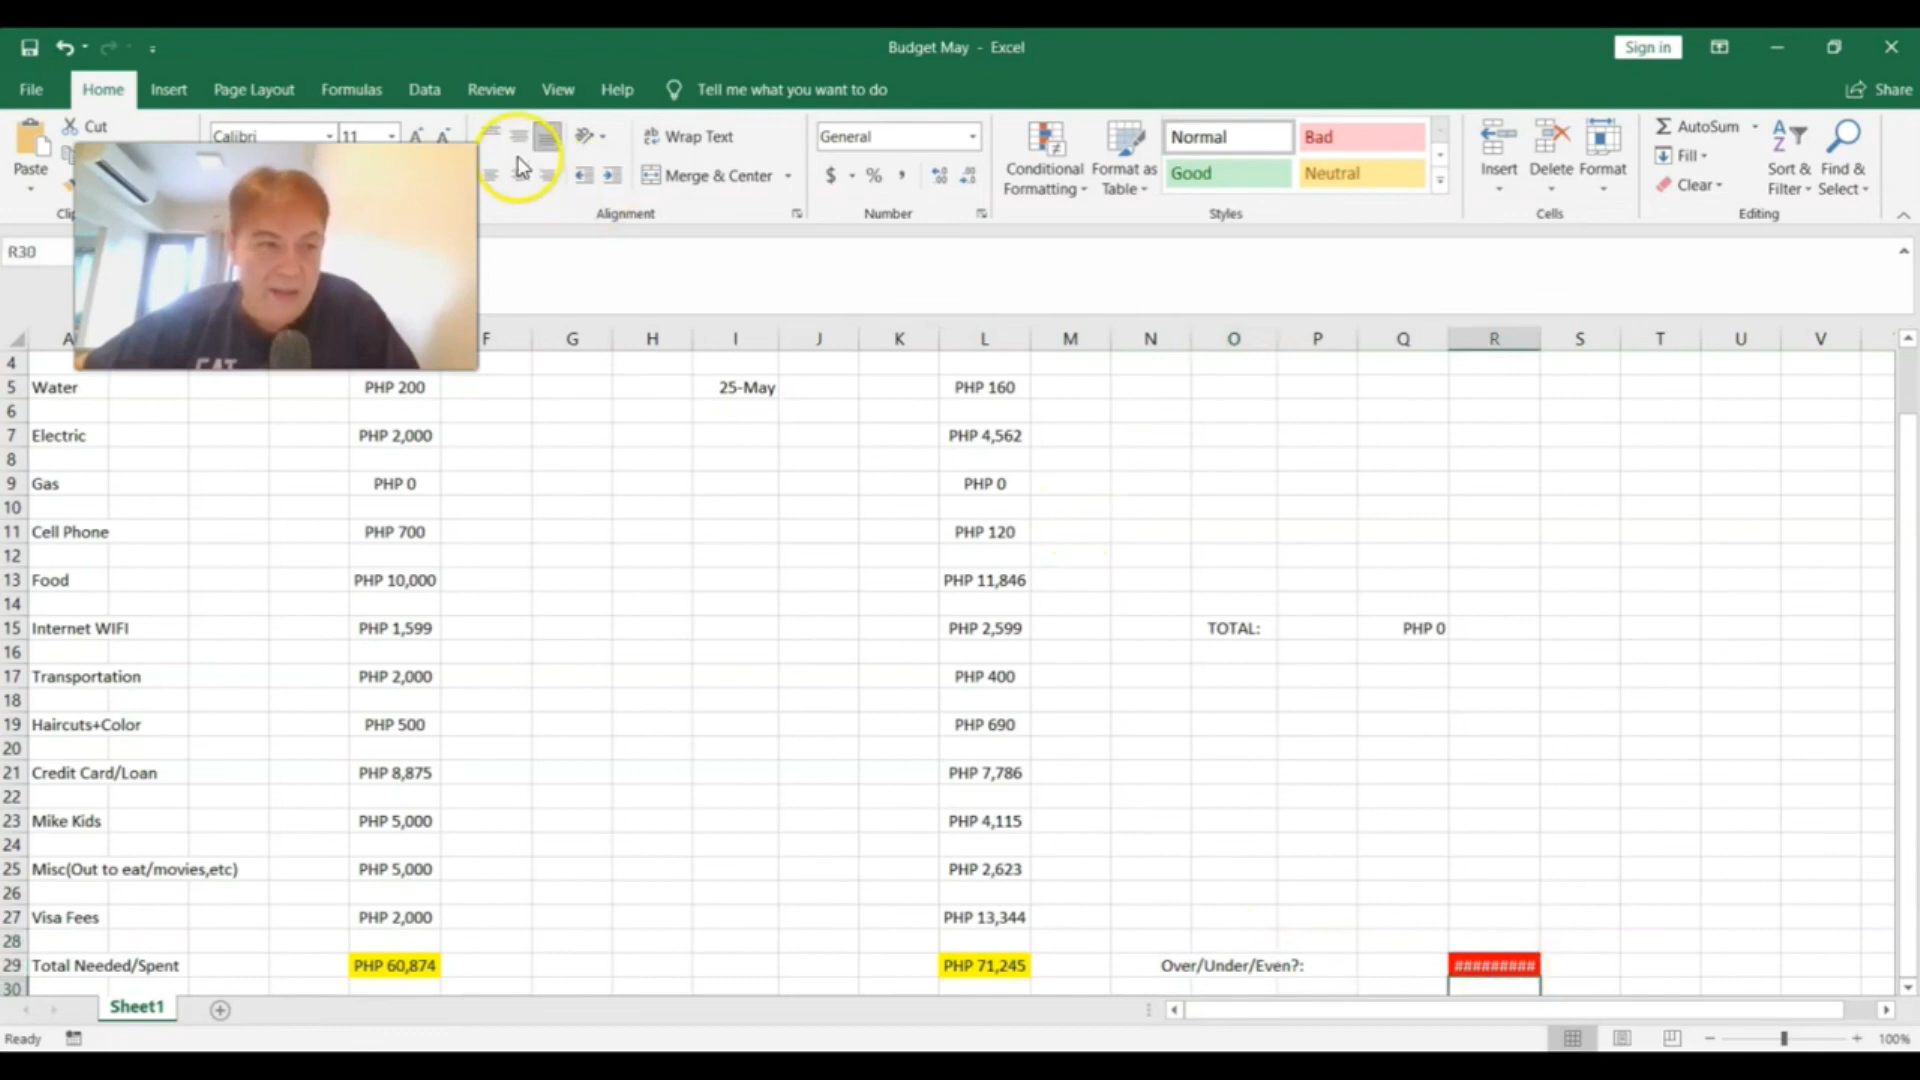 Budget May - Excel
Sign in
File Home Insert Page Layout Formulas Data Review View Help Tell me what you want to do Share
Cut
Calibri 11 Wrap Text General Normal Bad AutoSum
Paste Conditional Formatting Format as Table Insert Delete Format Fill Sort & Filter Find & Select
Merge & Center $ % , Good Neutral Clear
Alignment Number Styles Cells Editing
R30
F G H I J K L M N O P Q R S T U V
4
5 Water PHP 200 25-May PHP 160
6
7 Electric PHP 2,000 PHP 4,562
8
9 Gas PHP 0 PHP 0
10
11 Cell Phone PHP 700 PHP 120
12
13 Food PHP 10,000 PHP 11,846
14
15 Internet WIFI PHP 1,599 PHP 2,599 TOTAL: PHP 0
16
17 Transportation PHP 2,000 PHP 400
18
19 Haircuts+Color PHP 500 PHP 690
20
21 Credit Card/Loan PHP 8,875 PHP 7,786
22
23 Mike Kids PHP 5,000 PHP 4,115
24
25 Misc(Out to eat/movies,etc) PHP 5,000 PHP 2,623
26
27 Visa Fees PHP 2,000 PHP 13,344
28
29 Total Needed/Spent PHP 60,874 PHP 71,245 Over/Under/Even?: #########
30
Sheet1
Ready 100%